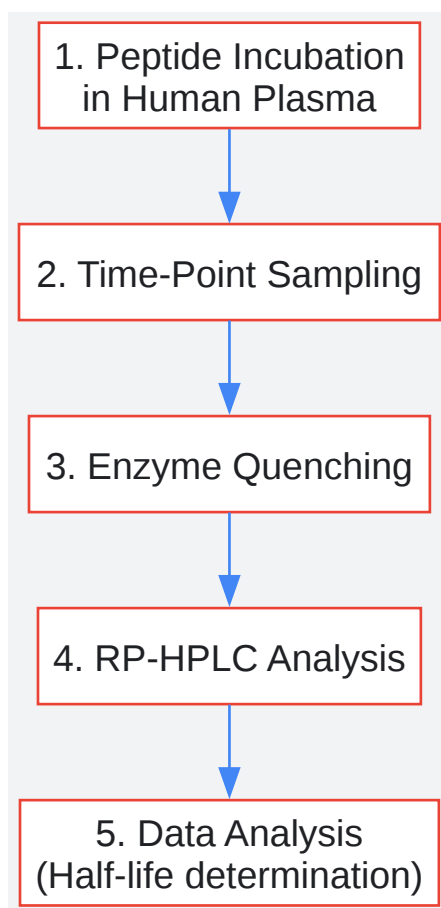 1. Peptide Incubation
in Human Plasma
2. Time-Point Sampling
3. Enzyme Quenching
4. RP-HPLC Analysis
5. Data Analysis
(Half-life determination)